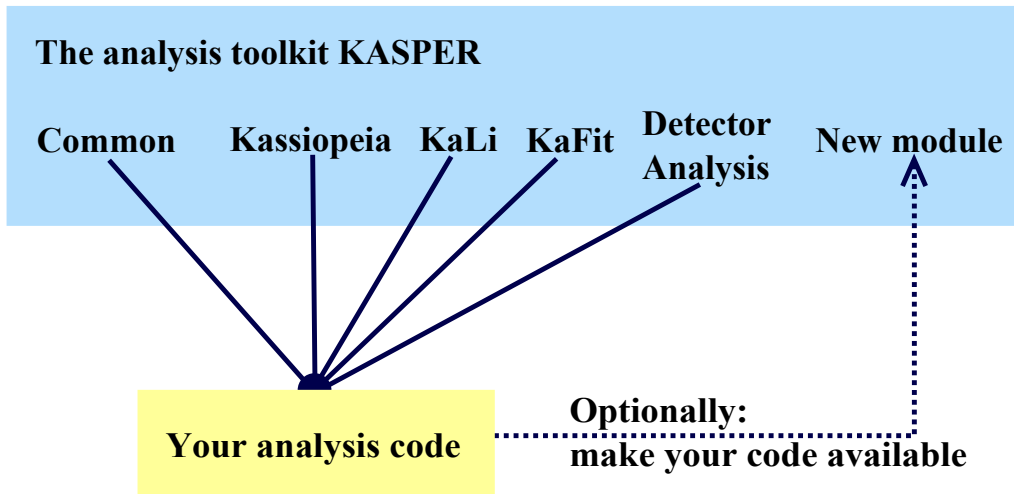 The analysis toolkit KASPER
Common
Kassiopeia
KaLi
KaFit
Detector
Analysis
New module
Your analysis code
Optionally:
make your code available